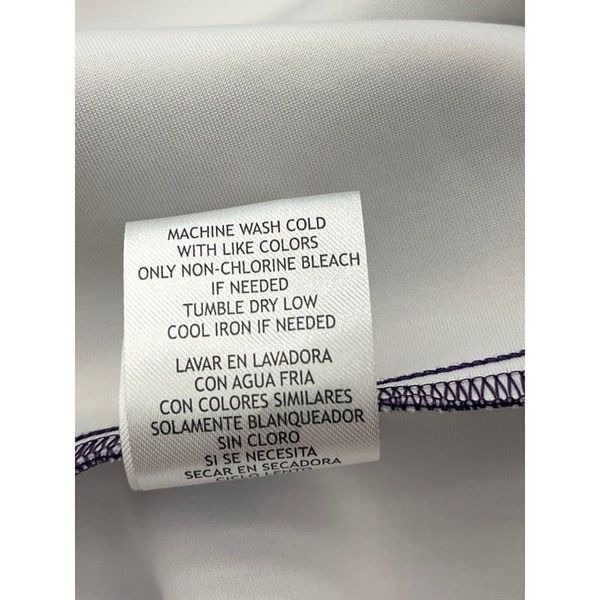 MACHINE WASH COLD
WITH LIKE COLORS
ONLY NON-CHLORINE BLEACH
IF NEEDED
TUMBLE DRY LOW
COOL IRON IF NEEDED
LAVAR EN LAVADORA
CON AGUA FRIA
CON COLORES SIMILARES
SOLAMENTE BLANQUEADOR
SIN CLORO
SI SE NECESITA
SECAR EN SECADORA
CICLO LENTO